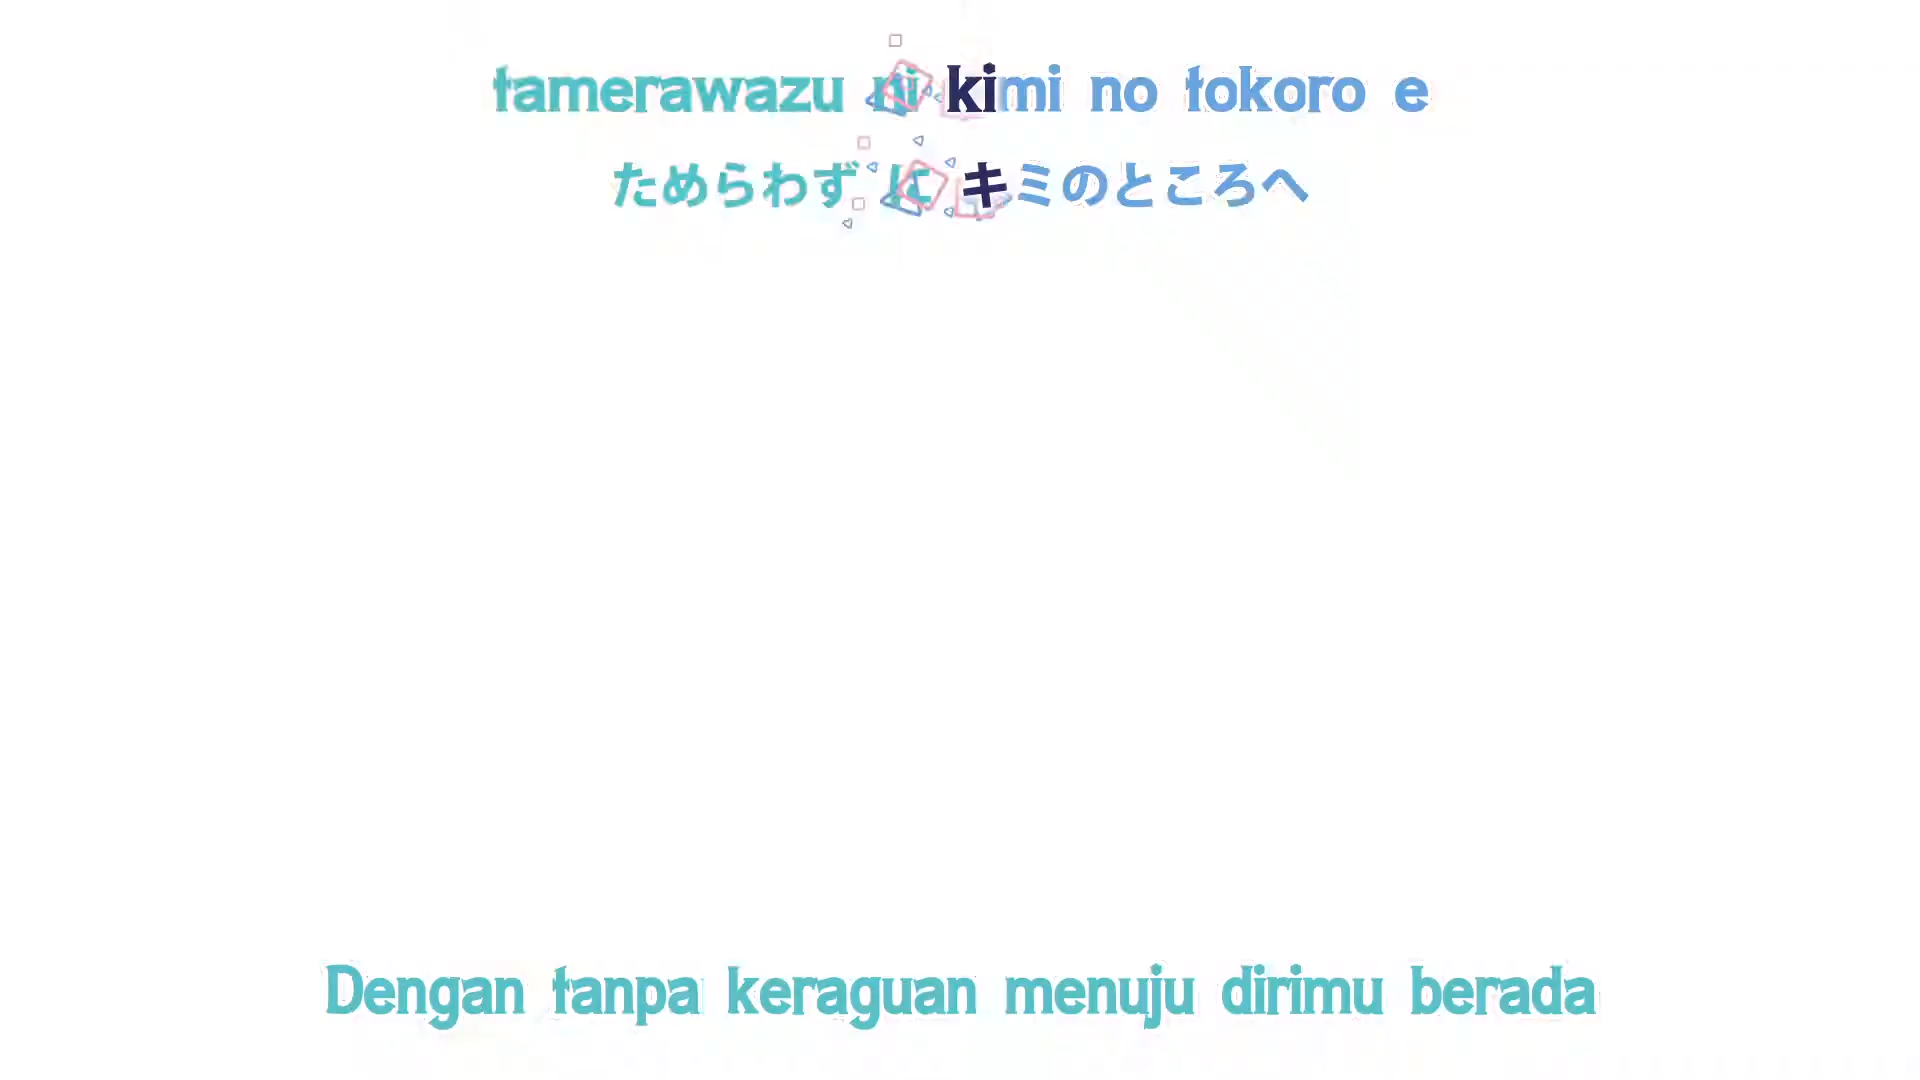 tamerawazu ni kimi no tokoro e
ためらわず に キミのところへ
Dengan tanpa keraguan menuju dirimu berada